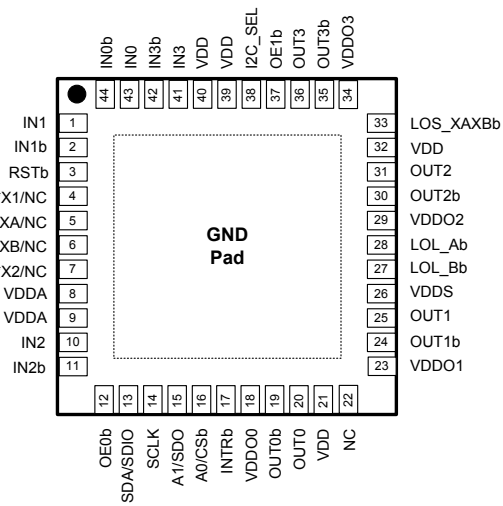 IN0b
IN0
IN3b
IN3
VDD
VDD
I2C_SEL
OE1b
OUT3
OUT3b
VDDO3
44
43
42
41
40
39
38
37
36
35
34
IN1 1
IN1b 2
RSTb 3
X1/NC 4
XA/NC 5
XB/NC 6
X2/NC 7
VDDA 8
VDDA 9
IN2 10
IN2b 11
GND
Pad
33 LOS_XAXBb
32 VDD
31 OUT2
30 OUT2b
29 VDDO2
28 LOL_Ab
27 LOL_Bb
26 VDDS
25 OUT1
24 OUT1b
23 VDDO1
12
13
14
15
16
17
18
19
20
21
22
OE0b
SDA/SDIO
SCLK
A1/SDO
A0/CSb
INTRb
VDDO0
OUT0b
OUT0
VDD
NC